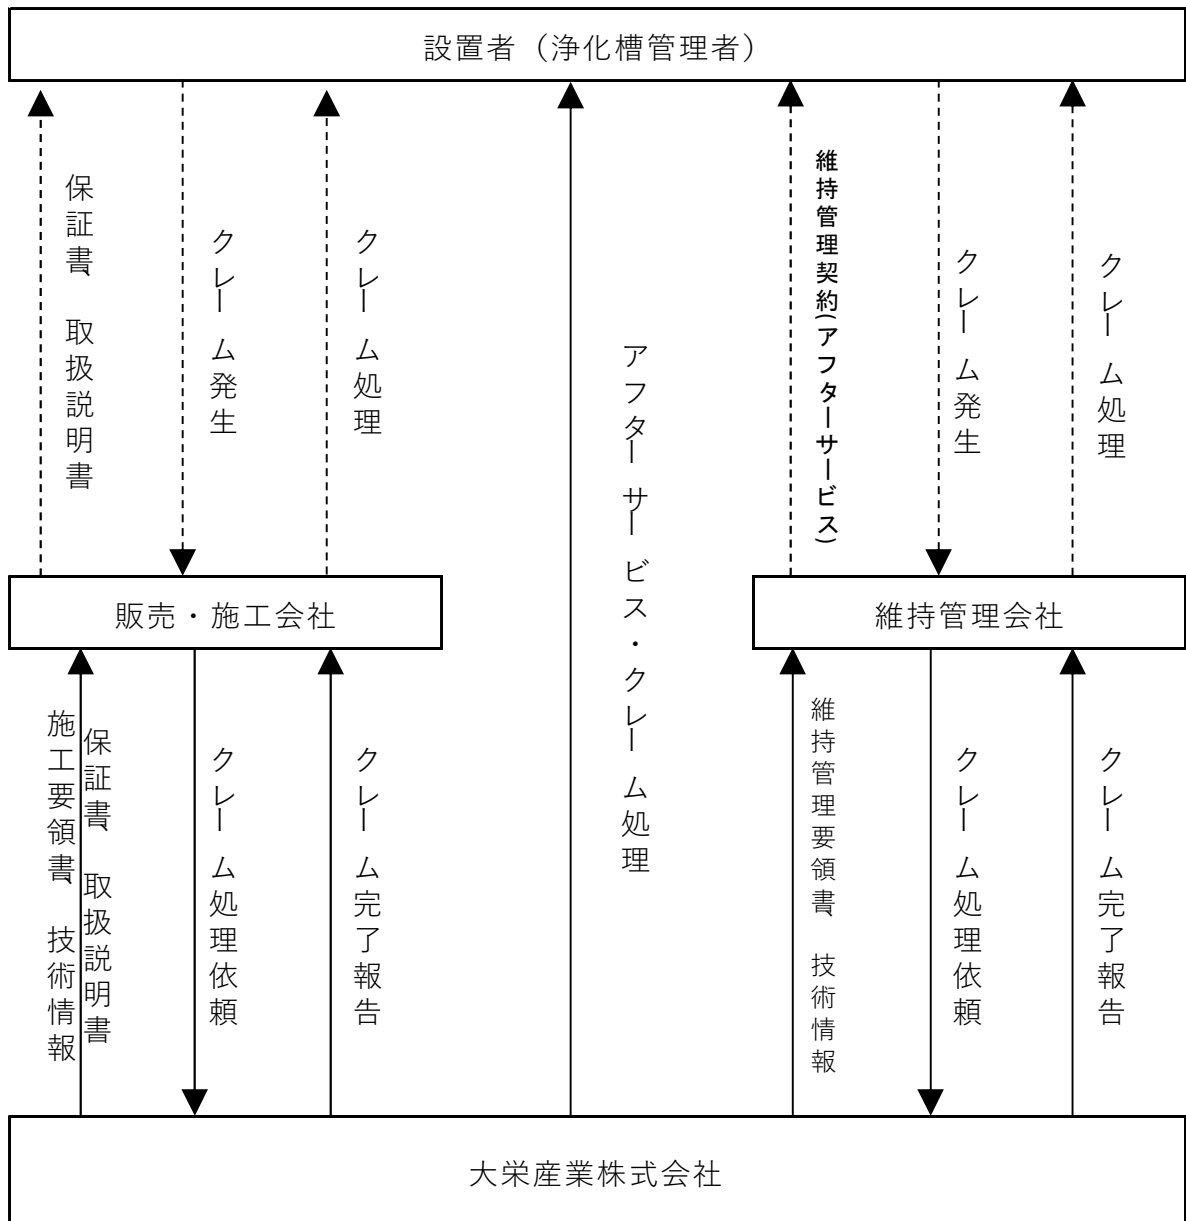 設置者（浄化槽管理者）
保証書、取扱説明書
クレーム発生
クレーム処理
アフターサービス・クレーム処理
維持管理契約(アフターサービス)
クレーム発生
クレーム処理
販売・施工会社
維持管理会社
施工要領書、技術情報
保証書、取扱説明書
クレーム処理依頼
クレーム完了報告
維持管理要領書、技術情報
クレーム処理依頼
クレーム完了報告
大栄産業株式会社